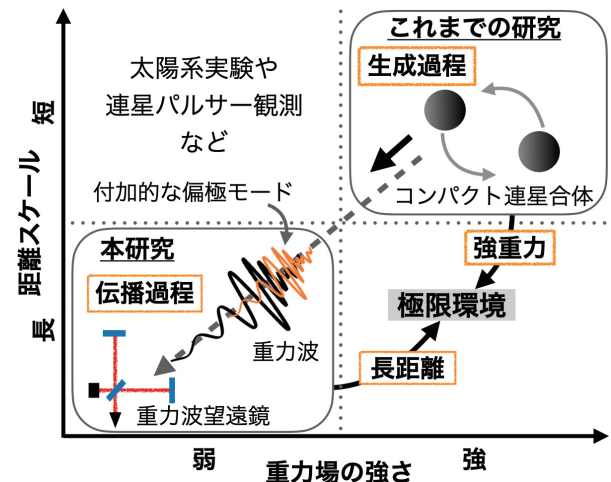 これまでの研究
生成過程
コンパクト連星合体
太陽系実験や
連星パルサー観測
など
付加的な偏極モード
本研究
伝播過程
重力波
重力波望遠鏡
強重力
極限環境
長距離
短
距離スケール
長
弱
重力場の強さ
強